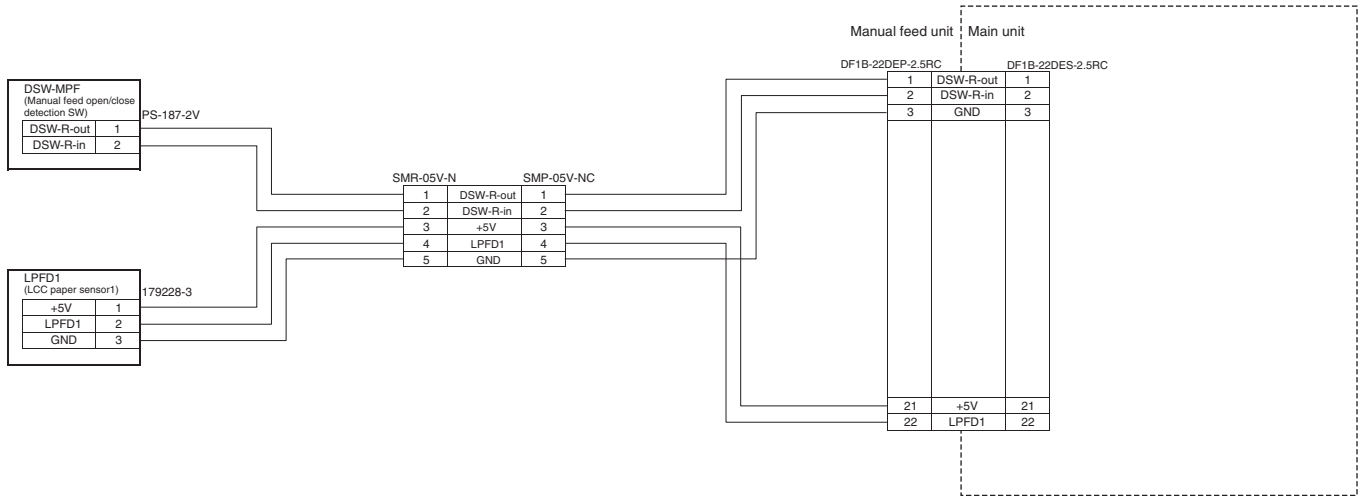 Manual feed unit Main unit
DF1B-22DEP-2.5RC DF1B-22DES-2.5RC
1 DSW-R-out 1
2 DSW-R-in 2
3 GND 3
21 +5V 21
22 LPFD1 22
DSW-MPF
(Manual feed open/close
detection SW)
PS-187-2V
DSW-R-out 1
DSW-R-in 2
SMR-05V-N SMP-05V-NC
1 DSW-R-out 1
2 DSW-R-in 2
3 +5V 3
4 LPFD1 4
5 GND 5
LPFD1
(LCC paper sensor1)
179228-3
+5V 1
LPFD1 2
GND 3